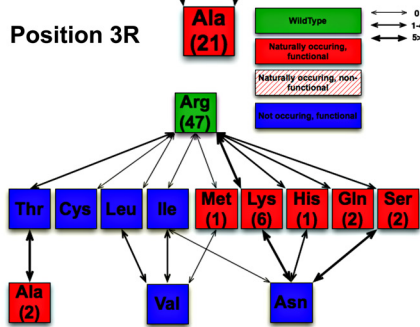 Position 3R
Ala
(21)
WildType
Naturally occuring,
functional
Naturally occuring, non-
functional
Not occuring, functional
0
Arg
(47)
Thr
Cys
Leu
Ile
Met
(1)
Lys
(6)
His
(1)
Gln
(2)
Ser
(2)
Ala
(2)
Val
Asn